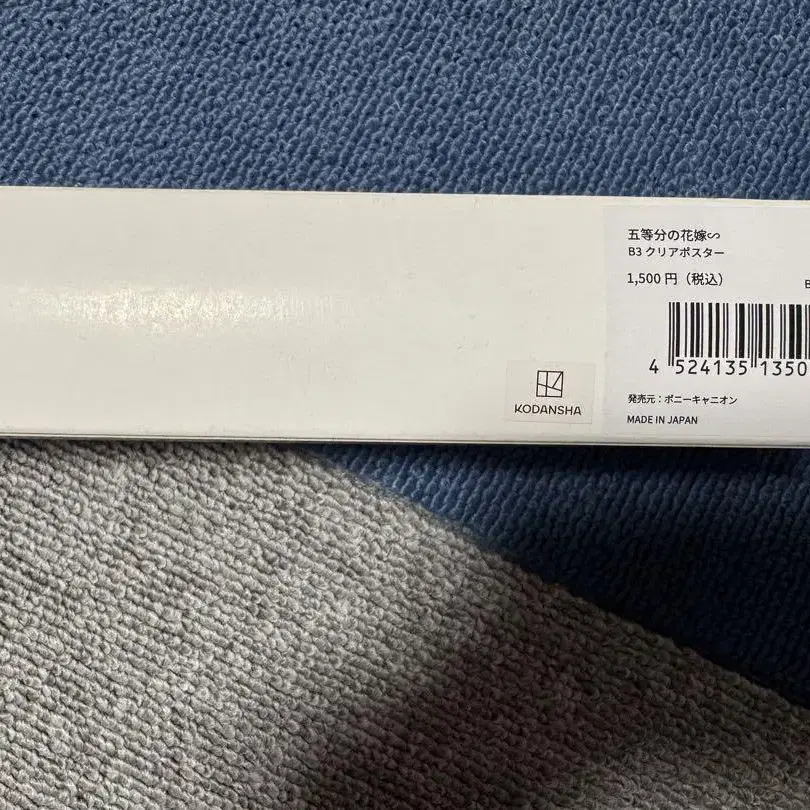 五等分の花嫁∽
B3 クリアポスター
1,500 円（税込）
4 524135 1350
発売元：ポニーキャニオン
MADE IN JAPAN
KODANSHA